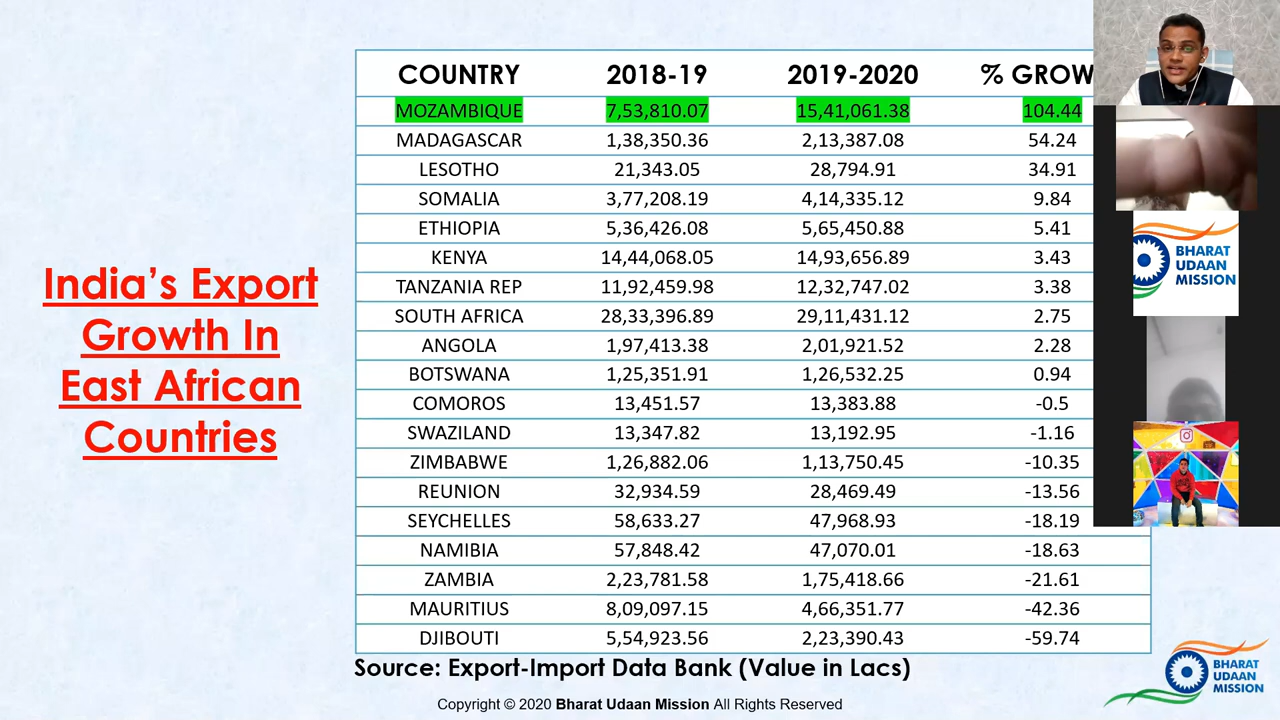 India's Export
Growth In
East African
Countries
COUNTRY 2018-19 2019-2020 % GROW
MOZAMBIQUE 7,53,810.07 15,41,061.38 104.44
MADAGASCAR 1,38,350.36 2,13,387.08 54.24
LESOTHO 21,343.05 28,794.91 34.91
SOMALIA 3,77,208.19 4,14,335.12 9.84
ETHIOPIA 5,36,426.08 5,65,450.88 5.41
KENYA 14,44,068.05 14,93,656.89 3.43
TANZANIA REP 11,92,459.98 12,32,747.02 3.38
SOUTH AFRICA 28,33,396.89 29,11,431.12 2.75
ANGOLA 1,97,413.38 2,01,921.52 2.28
BOTSWANA 1,25,351.91 1,26,532.25 0.94
COMOROS 13,451.57 13,383.88 -0.5
SWAZILAND 13,347.82 13,192.95 -1.16
ZIMBABWE 1,26,882.06 1,13,750.45 -10.35
REUNION 32,934.59 28,469.49 -13.56
SEYCHELLES 58,633.27 47,968.93 -18.19
NAMIBIA 57,848.42 47,070.01 -18.63
ZAMBIA 2,23,781.58 1,75,418.66 -21.61
MAURITIUS 8,09,097.15 4,66,351.77 -42.36
DJIBOUTI 5,54,923.56 2,23,390.43 -59.74
Source: Export-Import Data Bank (Value in Lacs)
Copyright © 2020 Bharat Udaan Mission All Rights Reserved
BHARAT
UDAAN
MISSION
BHARAT
UDAAN
MISSION